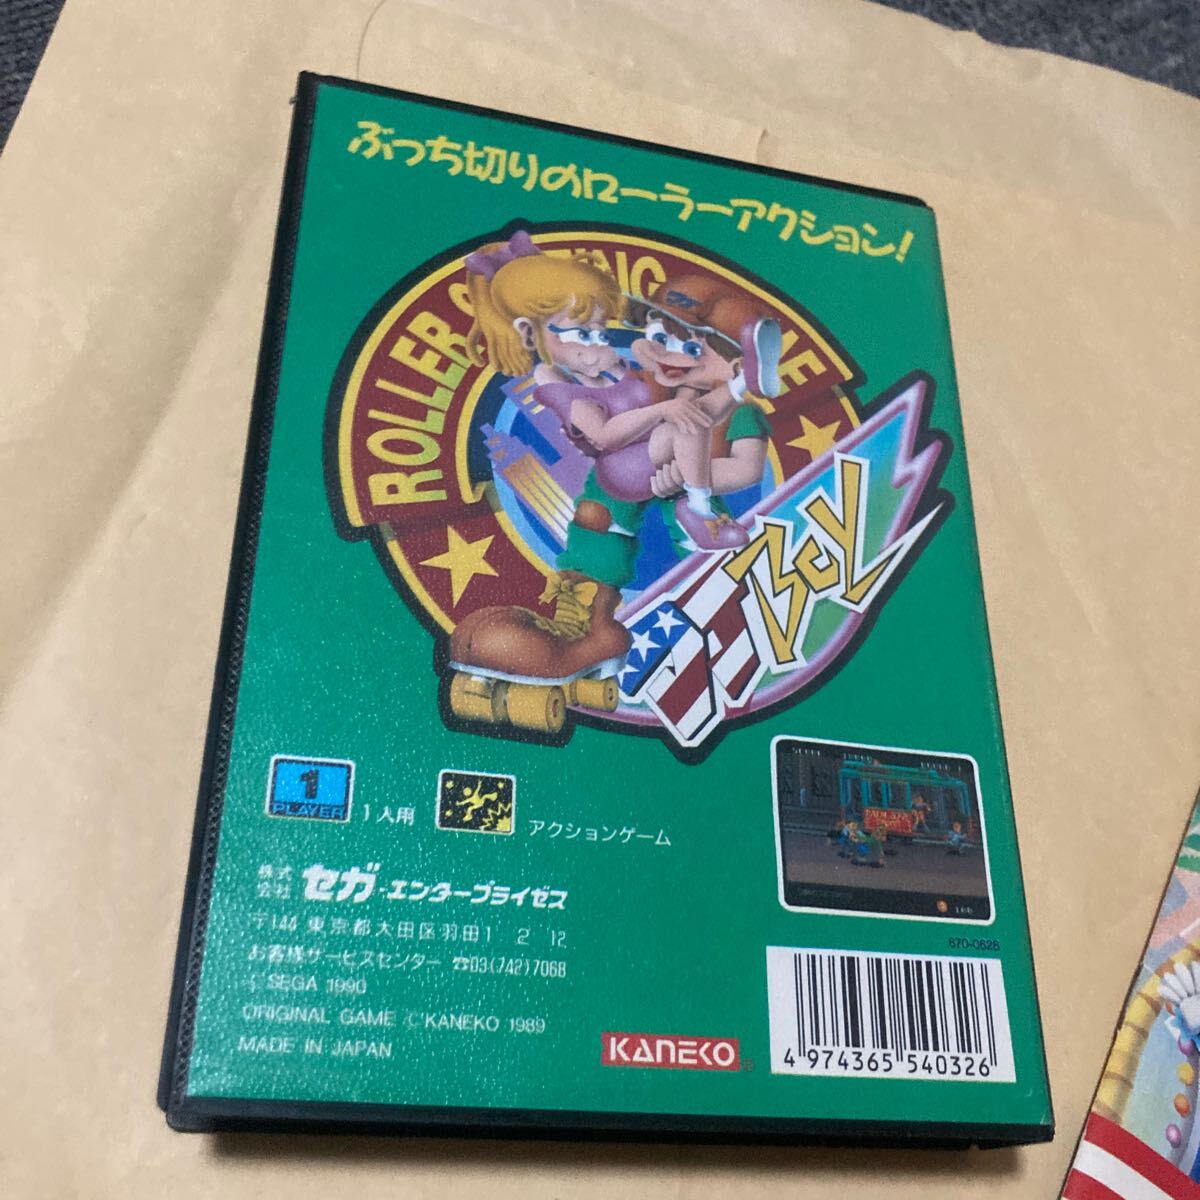 ぶっち切りのローラーアクション!
ROLLER
DJ BOY
1
PLAYER
1人用
アクションゲーム
株式会社 セガ・エンタープライゼス
〒144 東京都大田区羽田1 2 12
お客様サービスセンター ☎03(742)7068
© SEGA 1990
ORIGINAL GAME © KANEKO 1989
MADE IN JAPAN
KANEKO
670-0628
4 974365 540326